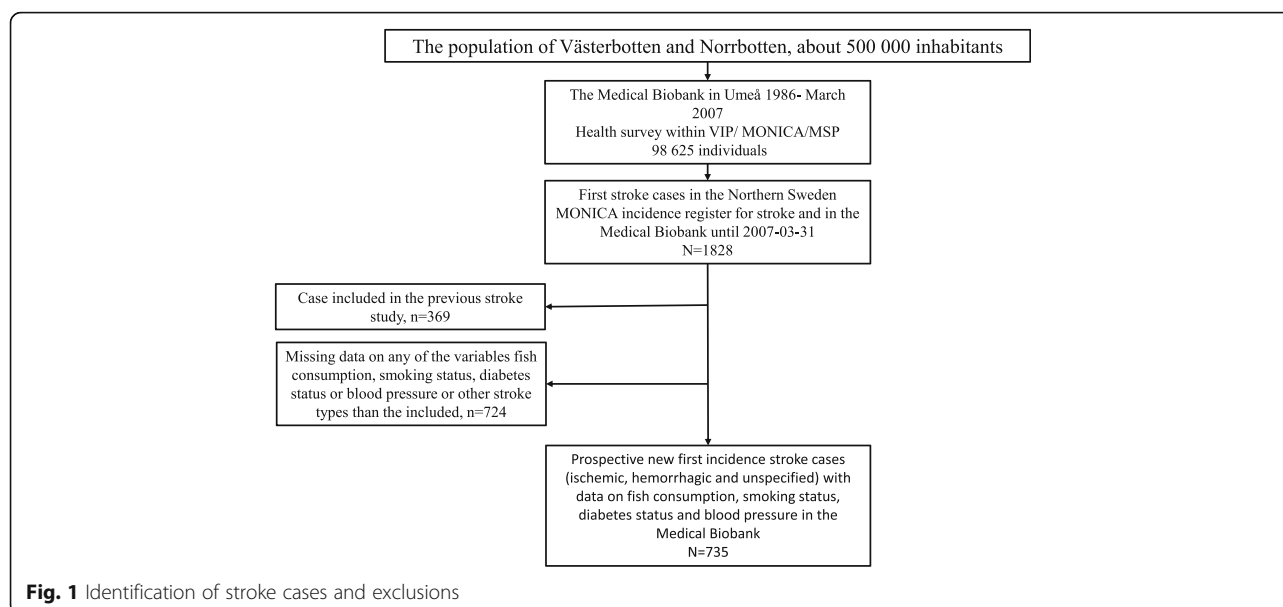 The population of Västerbotten and Norrbotten, about 500 000 inhabitants
The Medical Biobank in Umeå 1986- March
2007
Health survey within VIP/ MONICA/MSP
98 625 individuals
First stroke cases in the Northern Sweden
MONICA incidence register for stroke and in the
Medical Biobank until 2007-03-31
N=1828
Case included in the previous stroke
study, n=369
Missing data on any of the variables fish
consumption, smoking status, diabetes
status or blood pressure or other stroke
types than the included, n=724
Prospective new first incidence stroke cases
(ischemic, hemorrhagic and unspecified) with
data on fish consumption, smoking status,
diabetes status and blood pressure in the
Medical Biobank
N=735
Fig. 1 Identification of stroke cases and exclusions